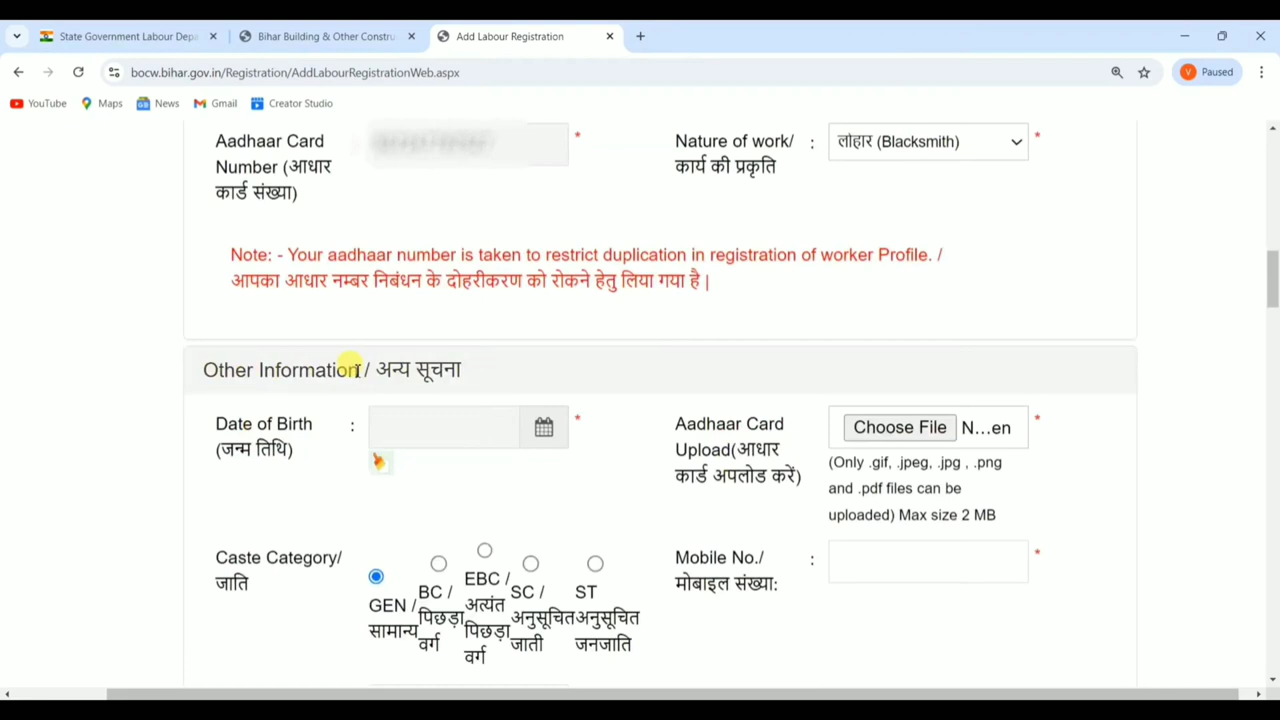 State Government Labour Depa
Bihar Building & Other Constru
Add Labour Registration
bocw.bihar.gov.in/Registration/AddLabourRegistrationWeb.aspx
V Paused
YouTube
Maps
News
Gmail
Creator Studio
Aadhaar Card
Number (आधार
कार्ड संख्या)
*
Nature of work/
कार्य की प्रकृति
:
लोहार (Blacksmith)
*
Note: - Your aadhaar number is taken to restrict duplication in registration of worker Profile. /
आपका आधार नम्बर निबंधन के दोहरीकरण को रोकने हेतु लिया गया है |
Other Information / अन्य सूचना
Date of Birth
(जन्म तिथि)
:
*
Aadhaar Card
Upload(आधार
कार्ड अपलोड करें)
Choose File N...en
*
(Only .gif, .jpeg, .jpg , .png
and .pdf files can be
uploaded) Max size 2 MB
Caste Category/
जाति
GEN /
सामान्य
BC /
पिछड़ा
वर्ग
EBC /
अत्यंत
पिछड़ा
वर्ग
SC /
अनुसूचित
जाती
ST
अनुसूचित
जनजाति
Mobile No./
मोबाइल संख्या:
:
*